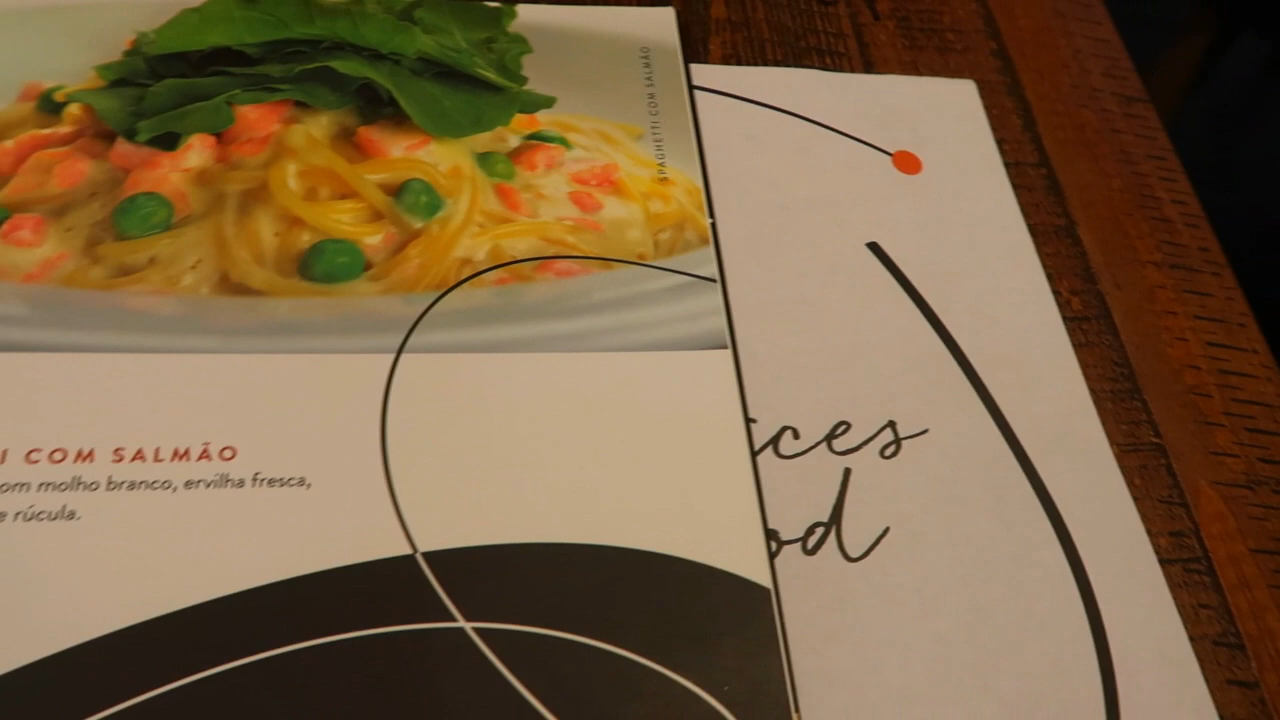 SPAGHETTI COM SALMÃO
I COM SALMÃO
om molho branco, ervilha fresca,
e rúcula.
ces
od